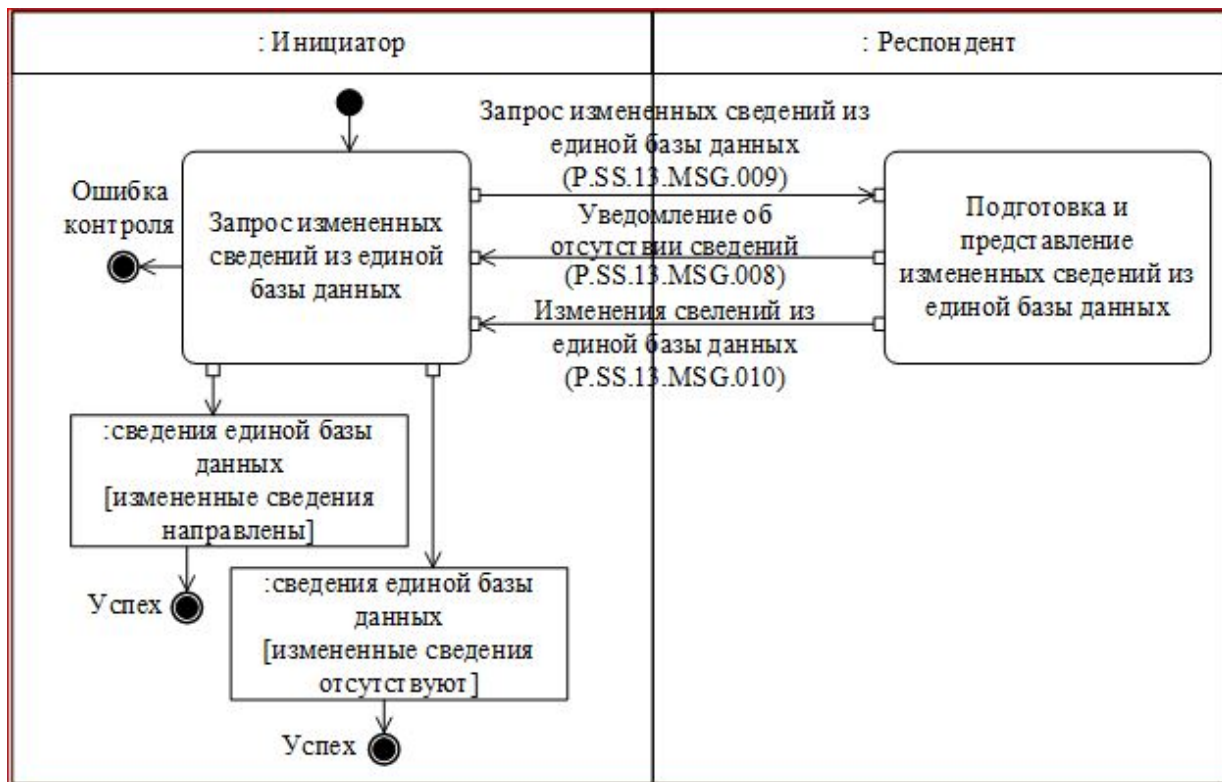 : Инициатор
: Респондент
Запрос измененных сведений из
единой базы данных
(P.SS.13.MSG.009)
Ошибка
контроля
Запрос измененных
сведений из единой
базы данных
Уведомление об
отсутствии сведений
(P.SS.13.MSG.008)
Изменения свелений из
единой базы данных
(P.SS.13.MSG.010)
Подготовка и
представление
измененных сведений из
единой базы данных
:сведения единой базы
данных
[измененные сведения
направлены]
Успех
:сведения единой базы
данных
[измененные сведения
отсутствуют]
Успех